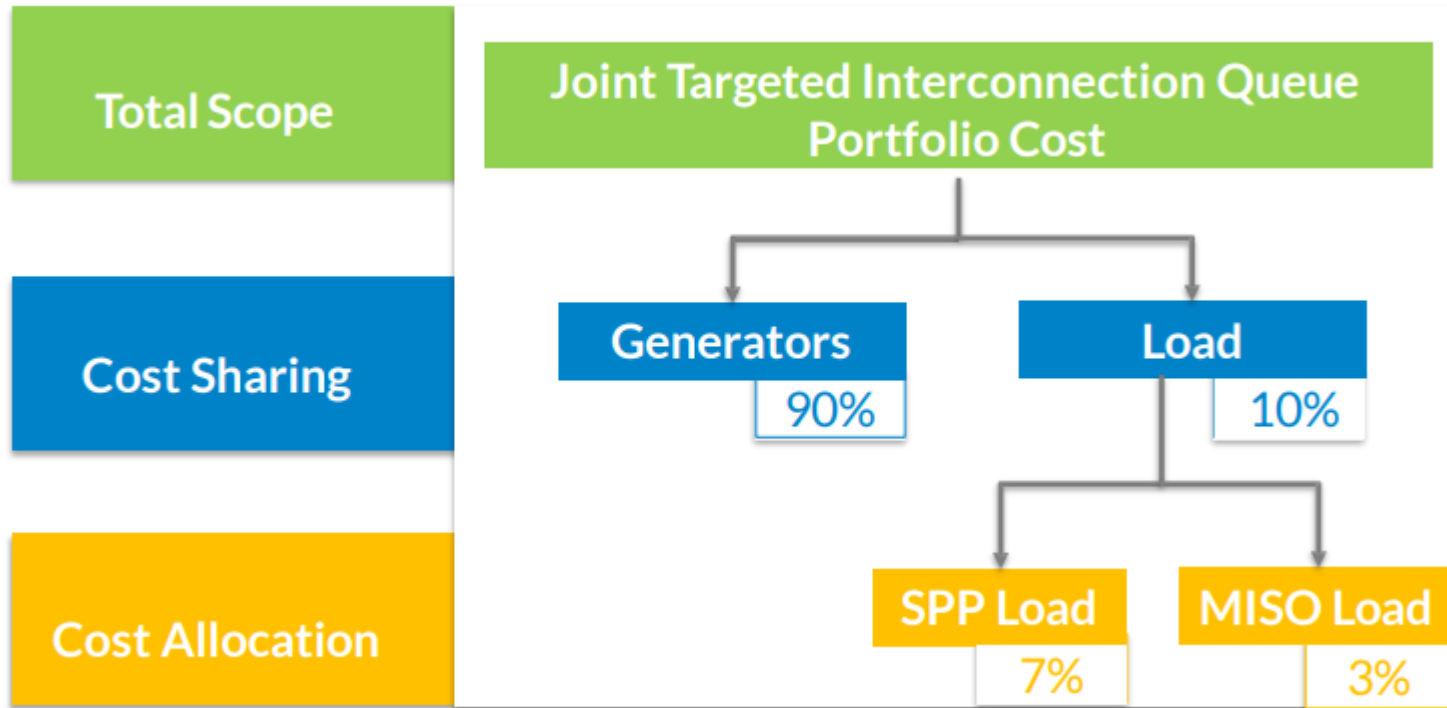 Total Scope
Joint Targeted Interconnection Queue
Portfolio Cost
Cost Sharing
Generators
90%
Load
10%
Cost Allocation
SPP Load
7%
MISO Load
3%